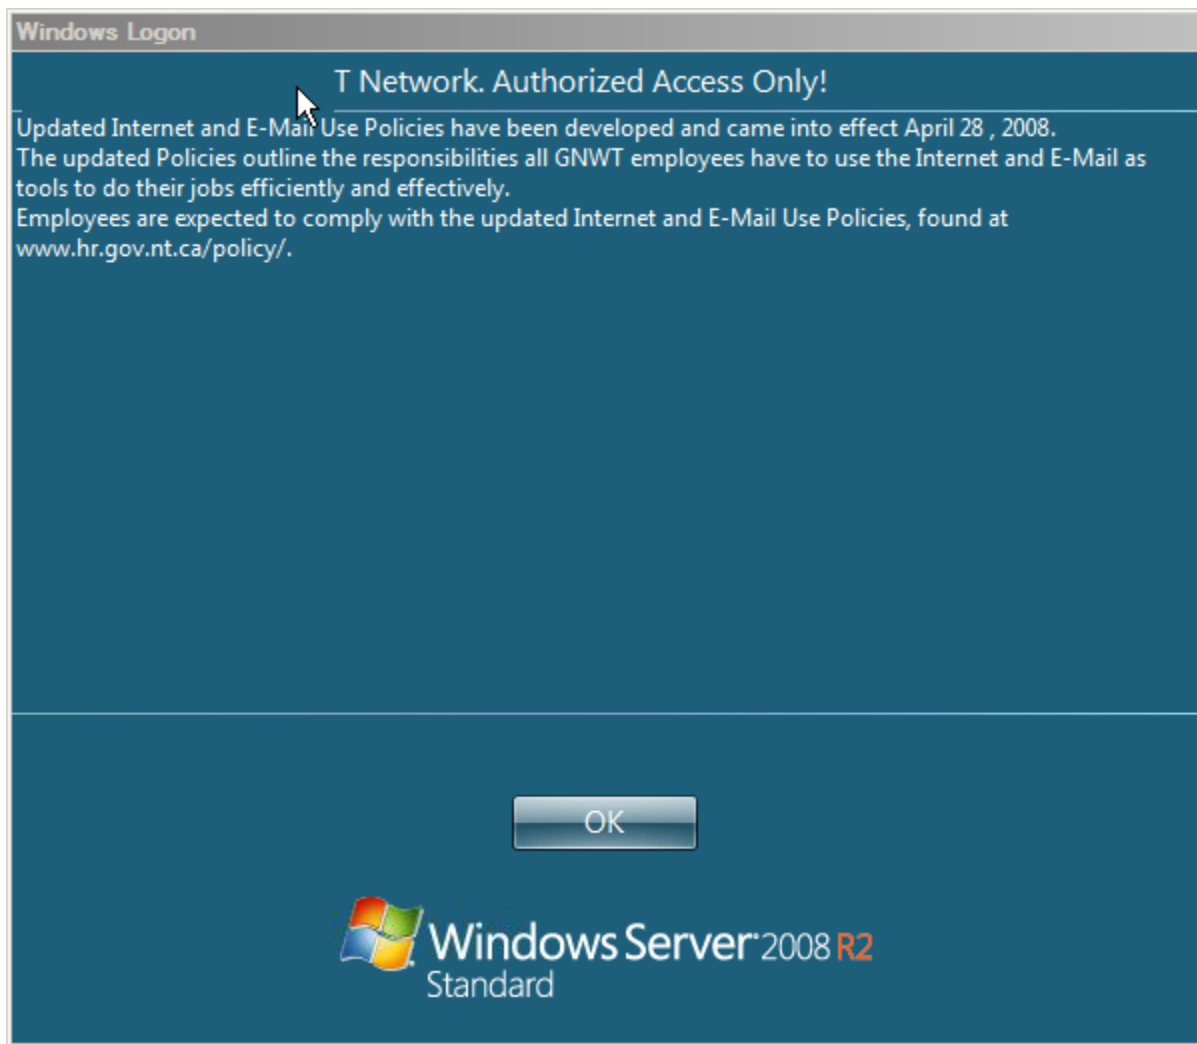 Windows Logon
T Network. Authorized Access Only!
Updated Internet and E-Mail Use Policies have been developed and came into effect April 28 , 2008.
The updated Policies outline the responsibilities all GNWT employees have to use the Internet and E-Mail as
tools to do their jobs efficiently and effectively.
Employees are expected to comply with the updated Internet and E-Mail Use Policies, found at
www.hr.gov.nt.ca/policy/.
OK
Windows Server 2008 R2
Standard